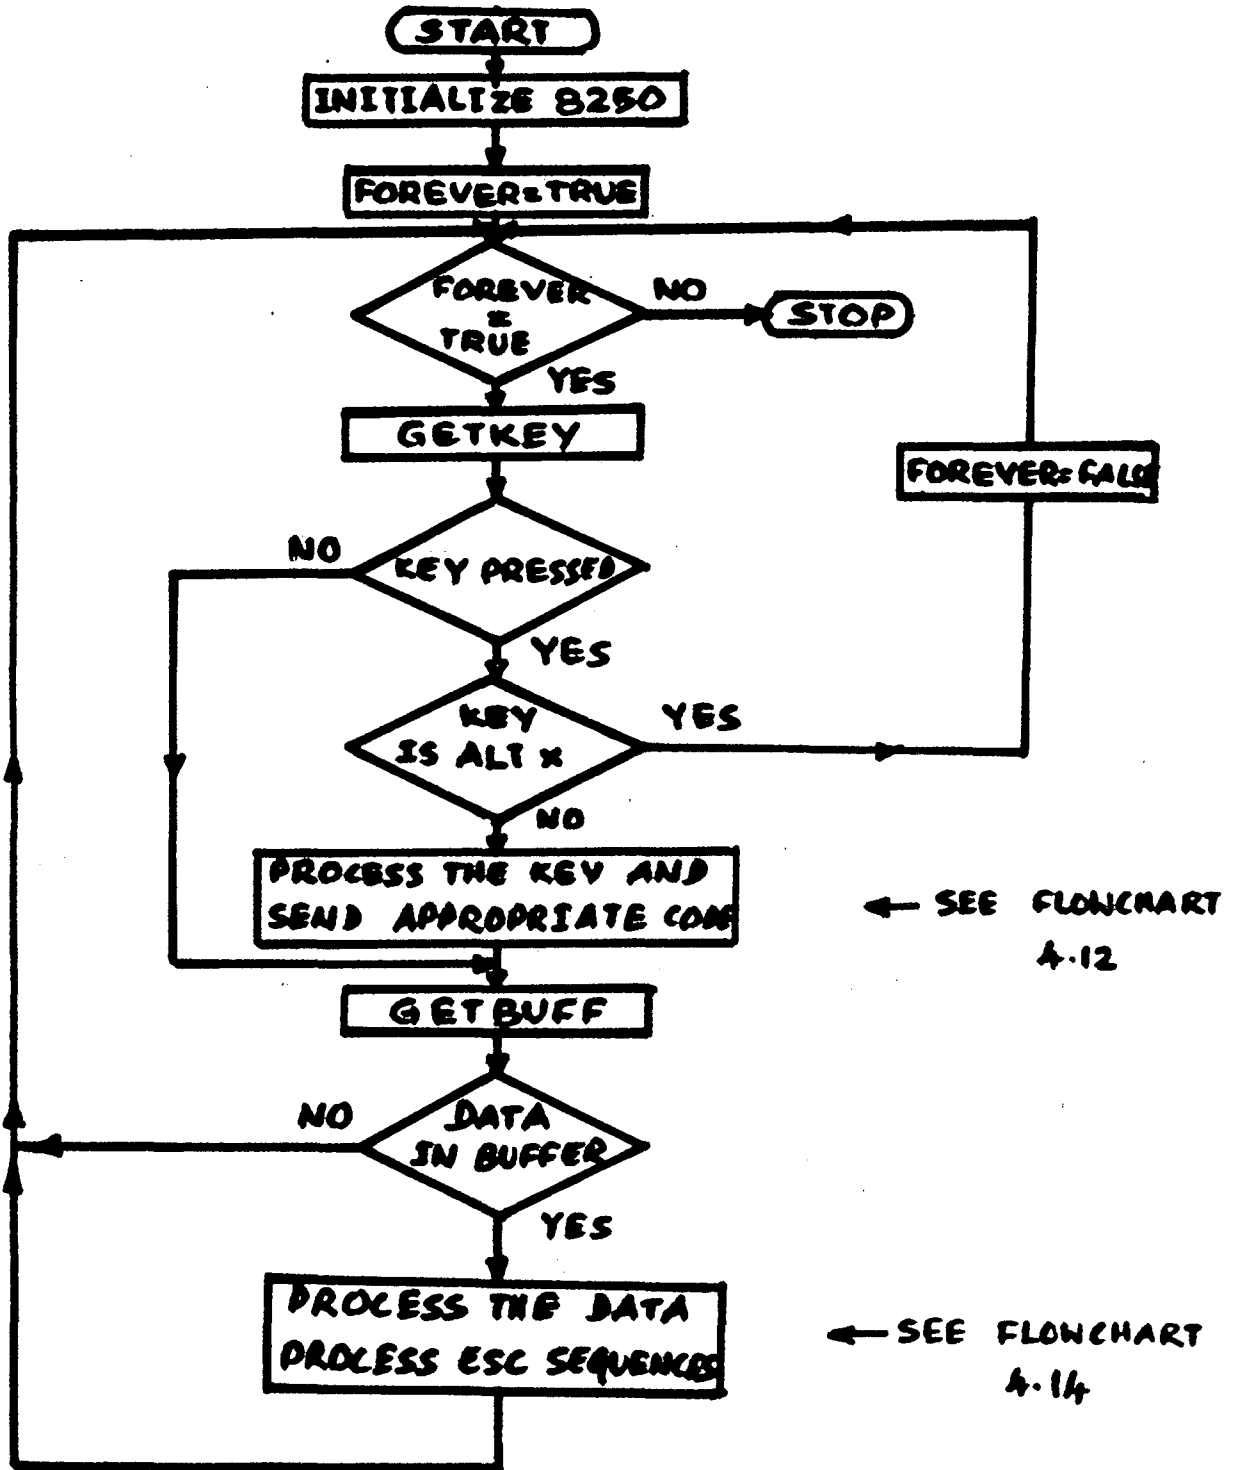 START
INITIALIZE 8250
FOREVER=TRUE
FOREVER
=
TRUE
NO
STOP
YES
GETKEY
FOREVER=FALSE
NO
KEY PRESSED
YES
KEY
IS ALT X
YES
NO
PROCESS THE KEY AND
SEND APPROPRIATE CODE
← SEE FLOWCHART
4.12
GETBUFF
NO
DATA
IN BUFFER
YES
PROCESS THE DATA
PROCESS ESC SEQUENCES
← SEE FLOWCHART
4.14